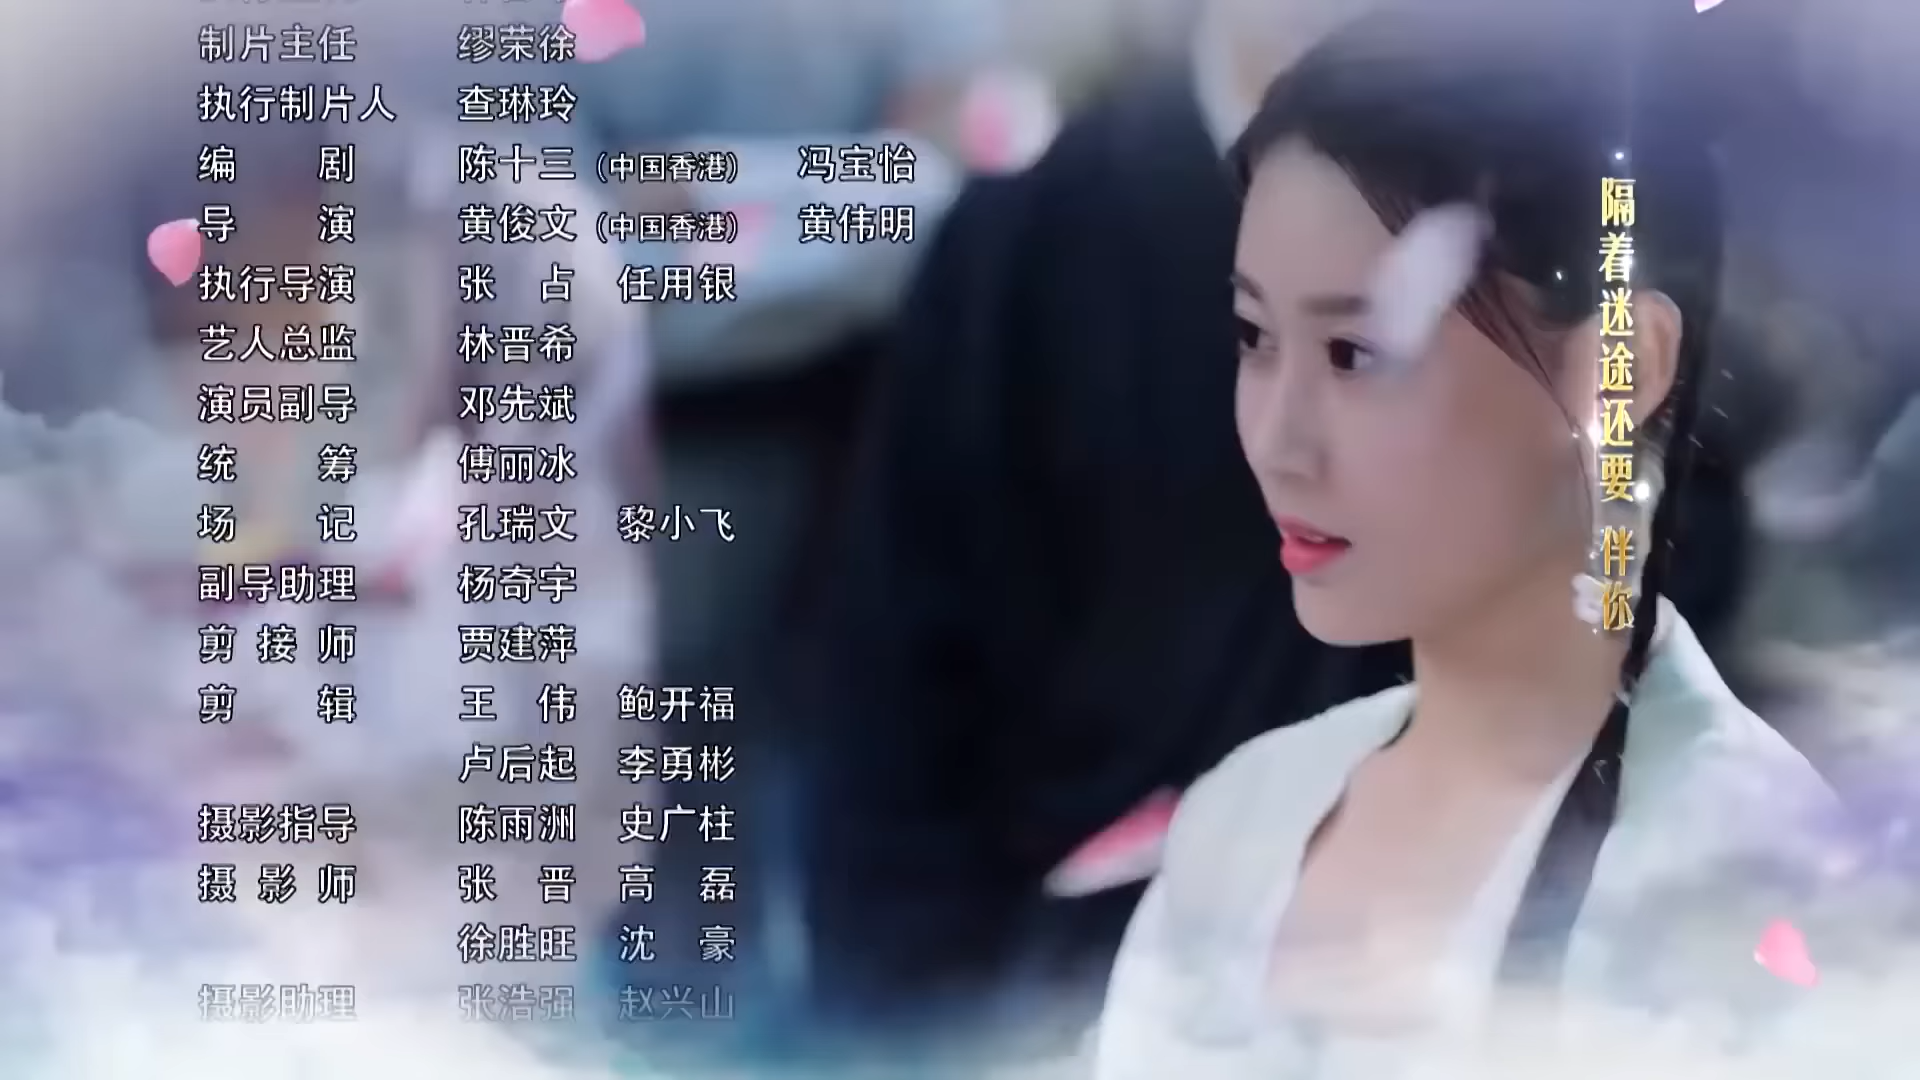 制片主任 缪荣徐
执行制片人 查琳玲
编剧 陈十三（中国香港） 冯宝怡
导演 黄俊文（中国香港） 黄伟明
执行导演 张占 任用银
艺人总监 林晋希
演员副导 邓先斌
统筹 傅丽冰
场记 孔瑞文 黎小飞
副导助理 杨奇宇
剪接师 贾建萍
剪辑 王伟 鲍开福
卢后起 李勇彬
摄影指导 陈雨洲 史广柱
摄影师 张晋 高磊
徐胜旺 沈豪
摄影助理 张浩强 赵兴山
隔着迷途还要 伴你